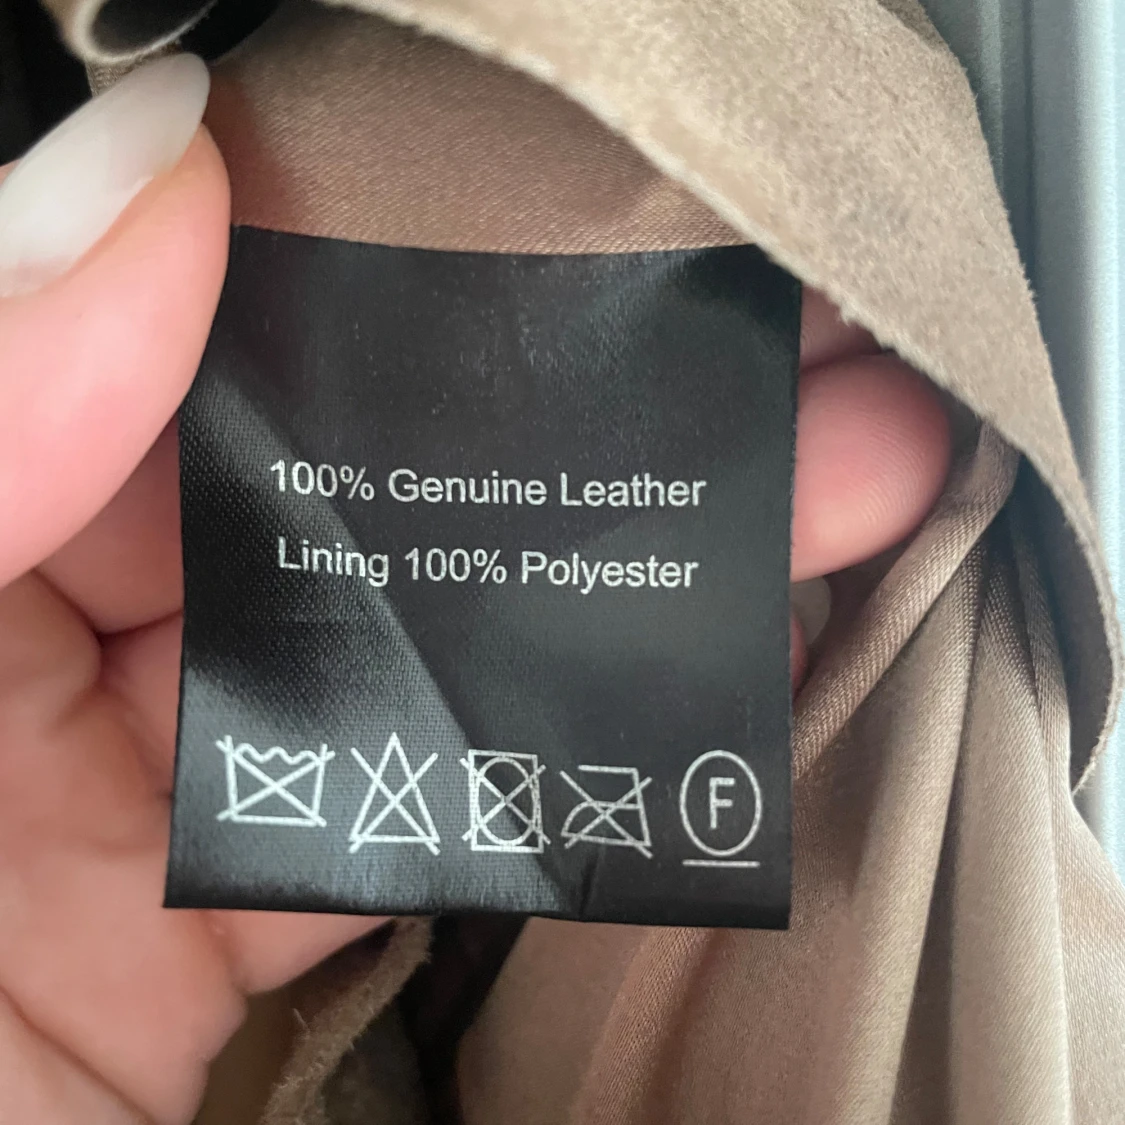 100% Genuine Leather
Lining 100% Polyester
F